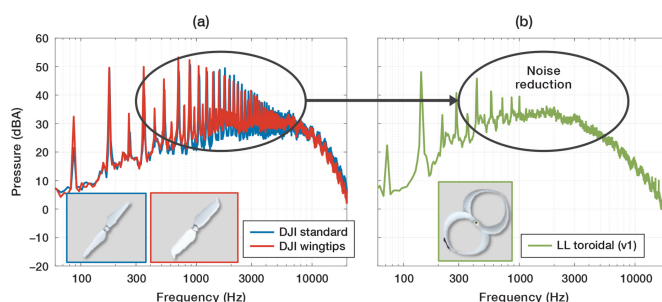 (a)
(b)
60
50
40
30
20
10
0
−10
−20
Pressure (dBA)
100
300
1000
3000
10000
Frequency (Hz)
DJI standard
DJI wingtips
Noise
reduction
100
300
1000
3000
10000
Frequency (Hz)
LL toroidal (v1)